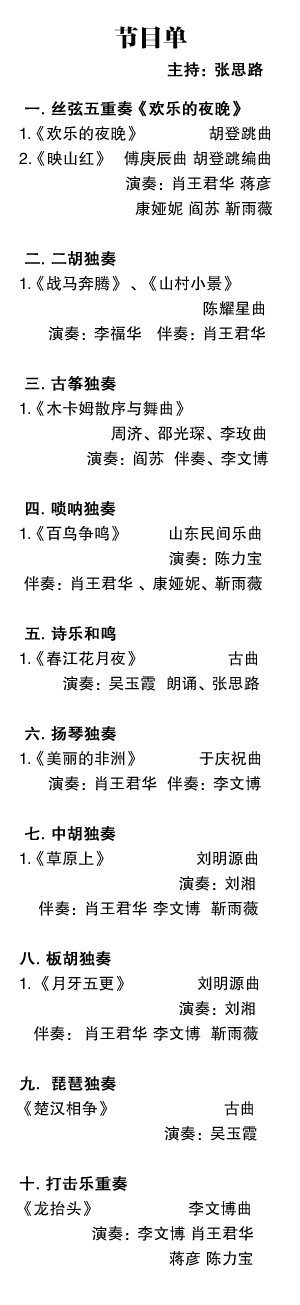 节目单
主持：张思路
一. 丝弦五重奏《欢乐的夜晚》
1.《欢乐的夜晚》 胡登跳曲
2.《映山红》 傅庚辰曲 胡登跳编曲
演奏：肖王君华 蒋彦
康娅妮 阎苏 靳雨薇
二. 二胡独奏
1.《战马奔腾》、《山村小景》
陈耀星曲
演奏：李福华 伴奏：肖王君华
三. 古筝独奏
1.《木卡姆散序与舞曲》
周济、邵光琛、李玫曲
演奏：阎苏 伴奏、李文博
四. 唢呐独奏
1.《百鸟争鸣》 山东民间乐曲
演奏：陈力宝
伴奏：肖王君华 、康娅妮、靳雨薇
五. 诗乐和鸣
1.《春江花月夜》 古曲
演奏：吴玉霞 朗诵、张思路
六. 扬琴独奏
1.《美丽的非洲》 于庆祝曲
演奏：肖王君华 伴奏：李文博
七. 中胡独奏
1.《草原上》 刘明源曲
演奏：刘湘
伴奏：肖王君华 李文博 靳雨薇
八. 板胡独奏
1. 《月牙五更》 刘明源曲
演奏：刘湘
伴奏： 肖王君华 李文博 靳雨薇
九. 琵琶独奏
《楚汉相争》 古曲
演奏：吴玉霞
十. 打击乐重奏
《龙抬头》 李文博曲
演奏：李文博 肖王君华
蒋彦 陈力宝